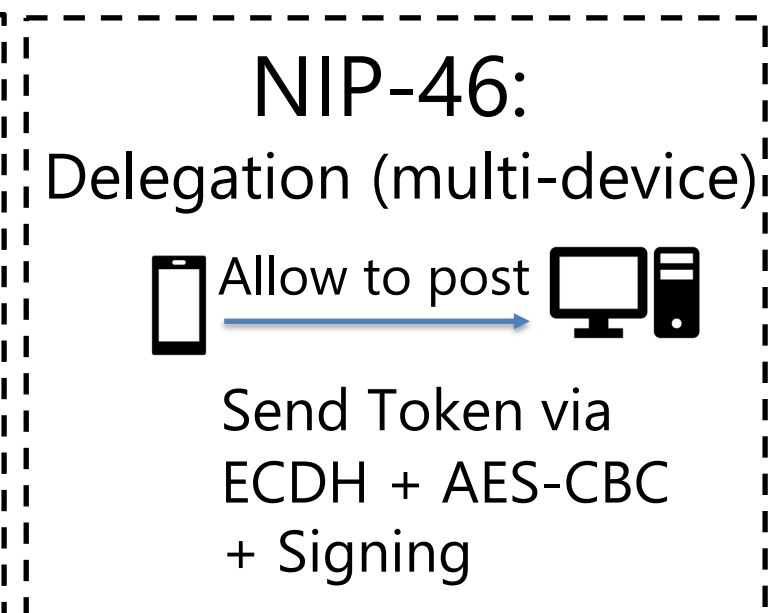 NIP-46:
Delegation (multi-device)
Allow to post
Send Token via
ECDH + AES-CBC
+ Signing